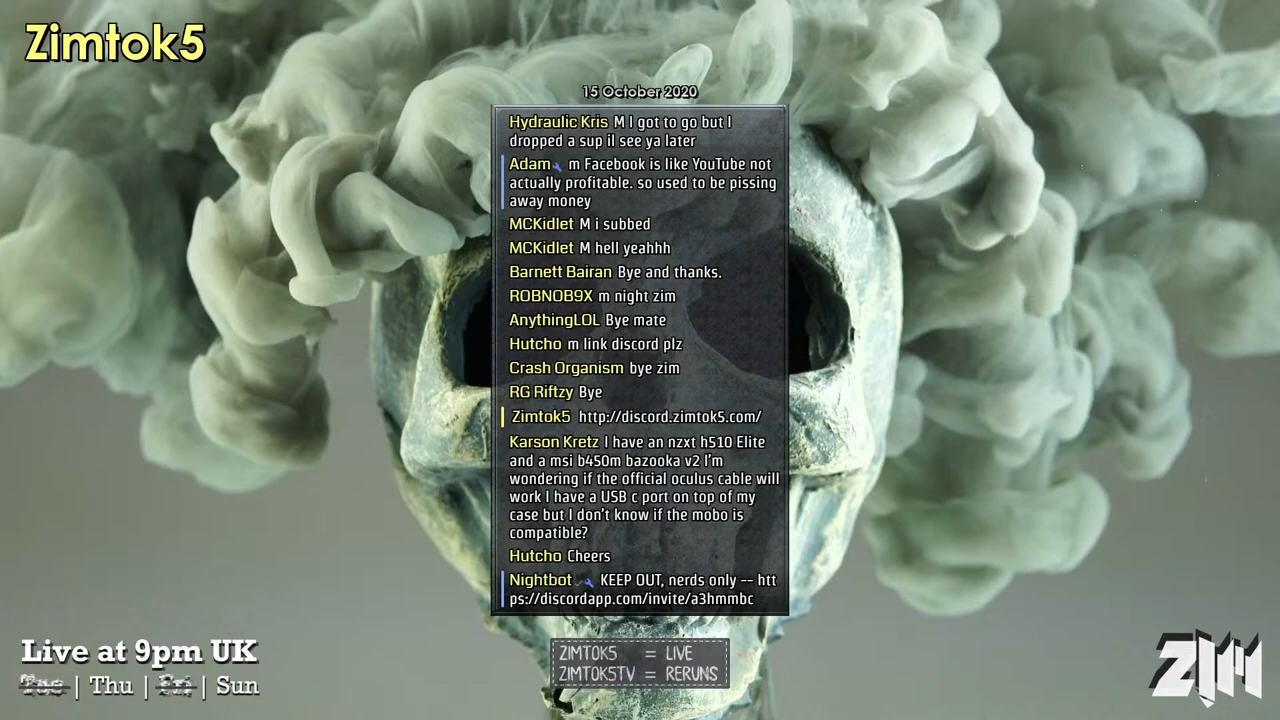 Zimtok5
15 October 2020
Hydraulic Kris M I got to go but I
dropped a sup il see ya later
Adam m Facebook is like YouTube not
actually profitable. so used to be pissing
away money
MCKidlet M i subbed
MCKidlet M hell yeahhh
Barnett Bairan Bye and thanks.
ROBNOB9X m night zim
AnythingLOL Bye mate
Hutcho m link discord plz
Crash Organism bye zim
RG Riftzy Bye
Zimtok5 http://discord.zimtok5.com/
Karson Kretz I have an nzxt h510 Elite
and a msi b450m bazooka v2 I'm
wondering if the official oculus cable will
work I have a USB c port on top of my
case but I don't know if the mobo is
compatible?
Hutcho Cheers
Nightbot KEEP OUT, nerds only -- htt
ps://discordapp.com/invite/a3hmmbc
Live at 9pm UK
Tue | Thu | Fri | Sun
ZIMTOK5 = LIVE
ZIMTOK5TV = RERUNS
ZIM